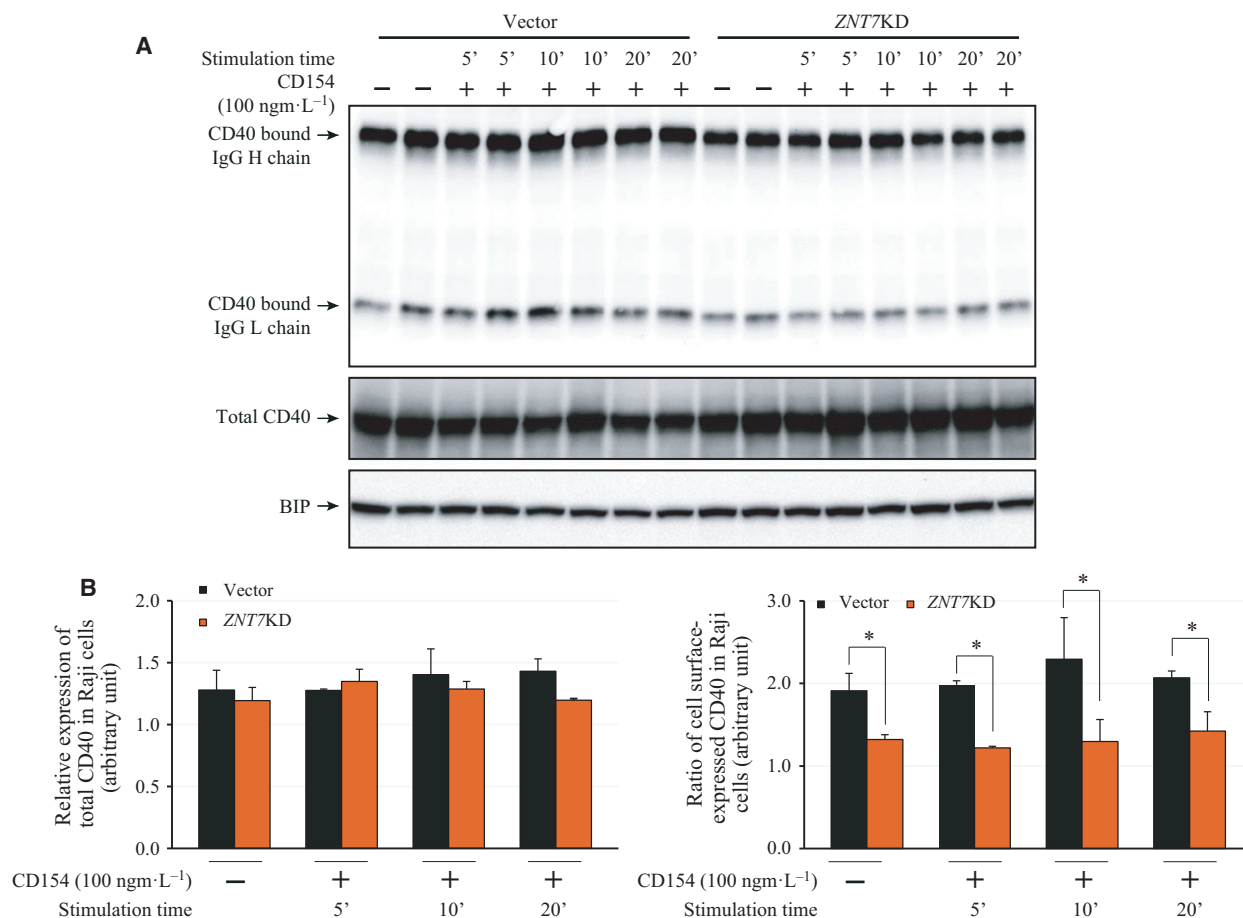 A
Vector ZNT7KD
Stimulation time 5’ 5’ 10’ 10’ 20’ 20’ 5’ 5’ 10’ 10’ 20’ 20’
CD154 – – + + + + + + – – + + + + + +
(100 ngm·L–1)
CD40 bound
IgG H chain
CD40 bound
IgG L chain
Total CD40
BIP
B
Relative expression of
total CD40 in Raji cells
(arbitrary unit)
Vector
ZNT7KD
2.0
1.5
1.0
0.5
0.0
CD154 (100 ngm·L–1) – + + +
Stimulation time 5’ 10’ 20’
Ratio of cell surface-
expressed CD40 in Raji
cells (arbitrary unit)
Vector ZNT7KD
3.0
2.0
1.0
0.0
* * * *
CD154 (100 ngm·L–1) – + + +
Stimulation time 5’ 10’ 20’